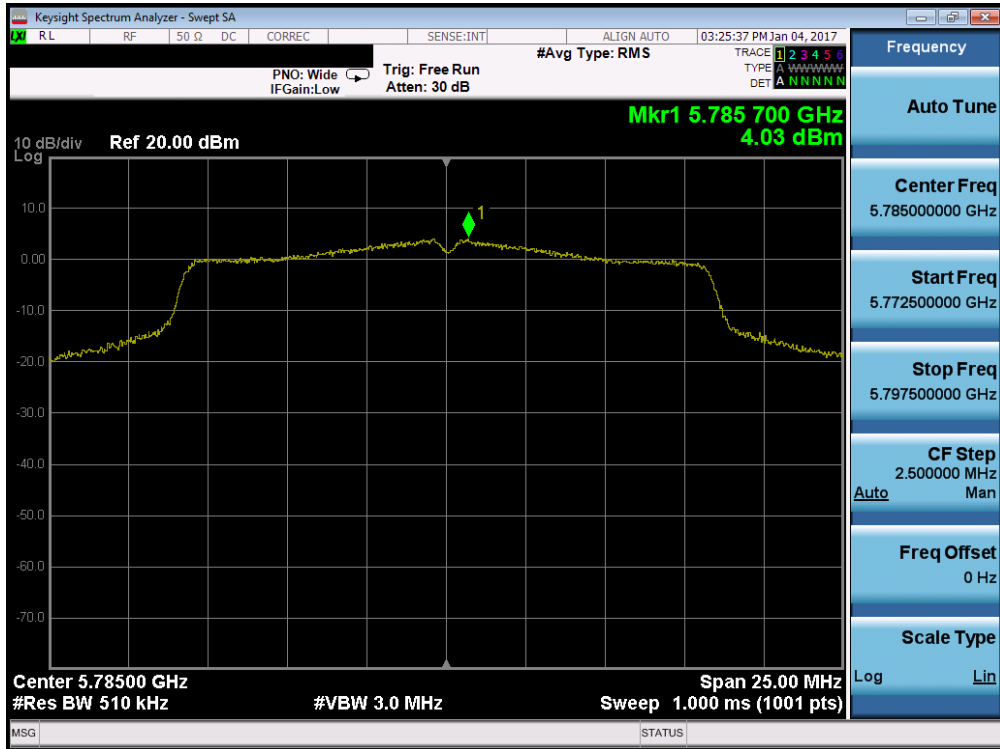 Keysight Spectrum Analyzer - Swept SA
LXI RL RF 50 Ω DC CORREC SENSE:INT ALIGN AUTO 03:25:37 PM Jan 04, 2017
#Avg Type: RMS TRACE 1 2 3 4 5 6
PNO: Wide Trig: Free Run TYPE A WWWWW
IFGain:Low Atten: 30 dB DET A N N N N N
Mkr1 5.785 700 GHz
4.03 dBm
10 dB/div Ref 20.00 dBm
Log
1
10.0
0.00
-10.0
-20.0
-30.0
-40.0
-50.0
-60.0
-70.0
Center 5.78500 GHz Span 25.00 MHz
#Res BW 510 kHz #VBW 3.0 MHz Sweep 1.000 ms (1001 pts)
MSG STATUS
Frequency
Auto Tune
Center Freq
5.785000000 GHz
Start Freq
5.772500000 GHz
Stop Freq
5.797500000 GHz
CF Step
2.500000 MHz
Auto Man
Freq Offset
0 Hz
Scale Type
Log Lin